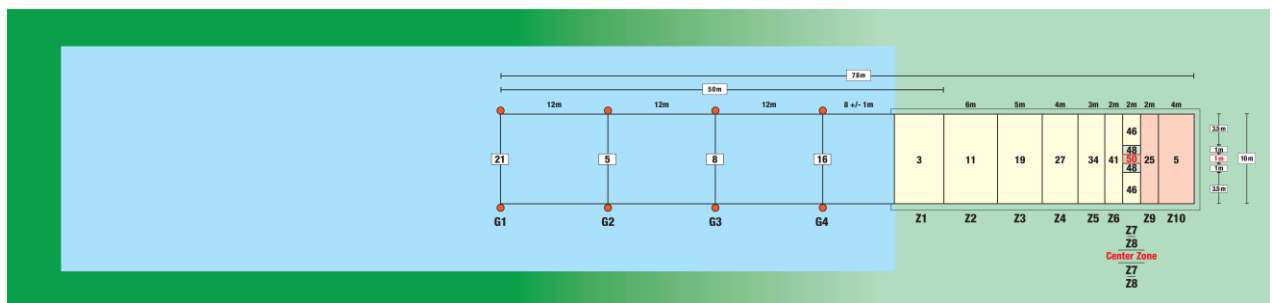 78m
50m
12m 12m 12m 8 +/- 1m 6m 5m 4m 3m 2m 2m 2m 4m
46
3.5 m
48
1m
21 5 8 16 3 11 19 27 34 41 50 25 5
1m
10m
48
1m
46
3.5 m
G1 G2 G3 G4 Z1 Z2 Z3 Z4 Z5 Z6 Z9 Z10
Z7
Z8
Center Zone
Z7
Z8